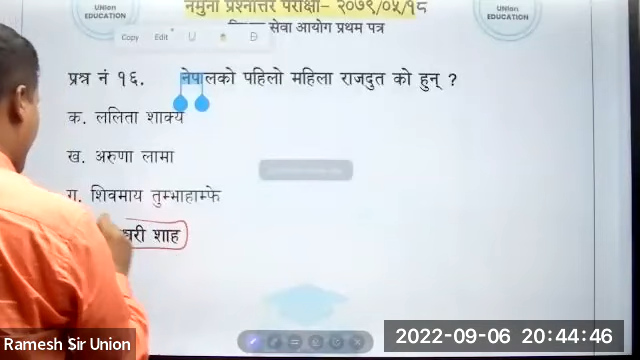 नमुना प्रश्नोत्तर परीक्षा- २०७९/०५/१८
सेवा आयोग प्रथम पत्र
UNIon
EDUCATION
Union
EDUCATION
Copy Edit U D
प्रश्न नं १६. नेपालको पहिलो महिला राजदुत को हुन् ?
क. ललिता शाक्य
ख. अरुणा लामा
ग. शिवमाय तुम्भाहाम्फे
श्वरी शाह
Ramesh Sir Union
2022-09-06 20:44:46